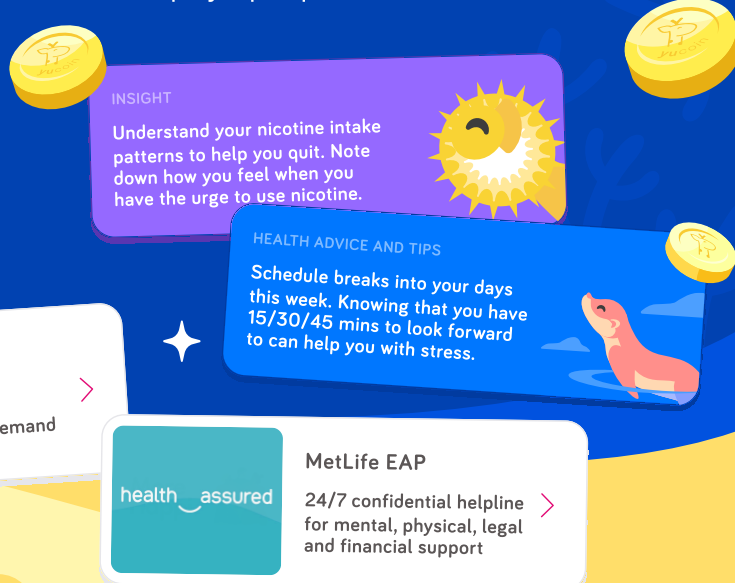 yucoin
yucoin
INSIGHT
Understand your nicotine intake
patterns to help you quit. Note
down how you feel when you
have the urge to use nicotine.
HEALTH ADVICE AND TIPS
Schedule breaks into your days
this week. Knowing that you have
15/30/45 mins to look forward
to can help you with stress.
emand
health assured
MetLife EAP
24/7 confidential helpline
for mental, physical, legal
and financial support